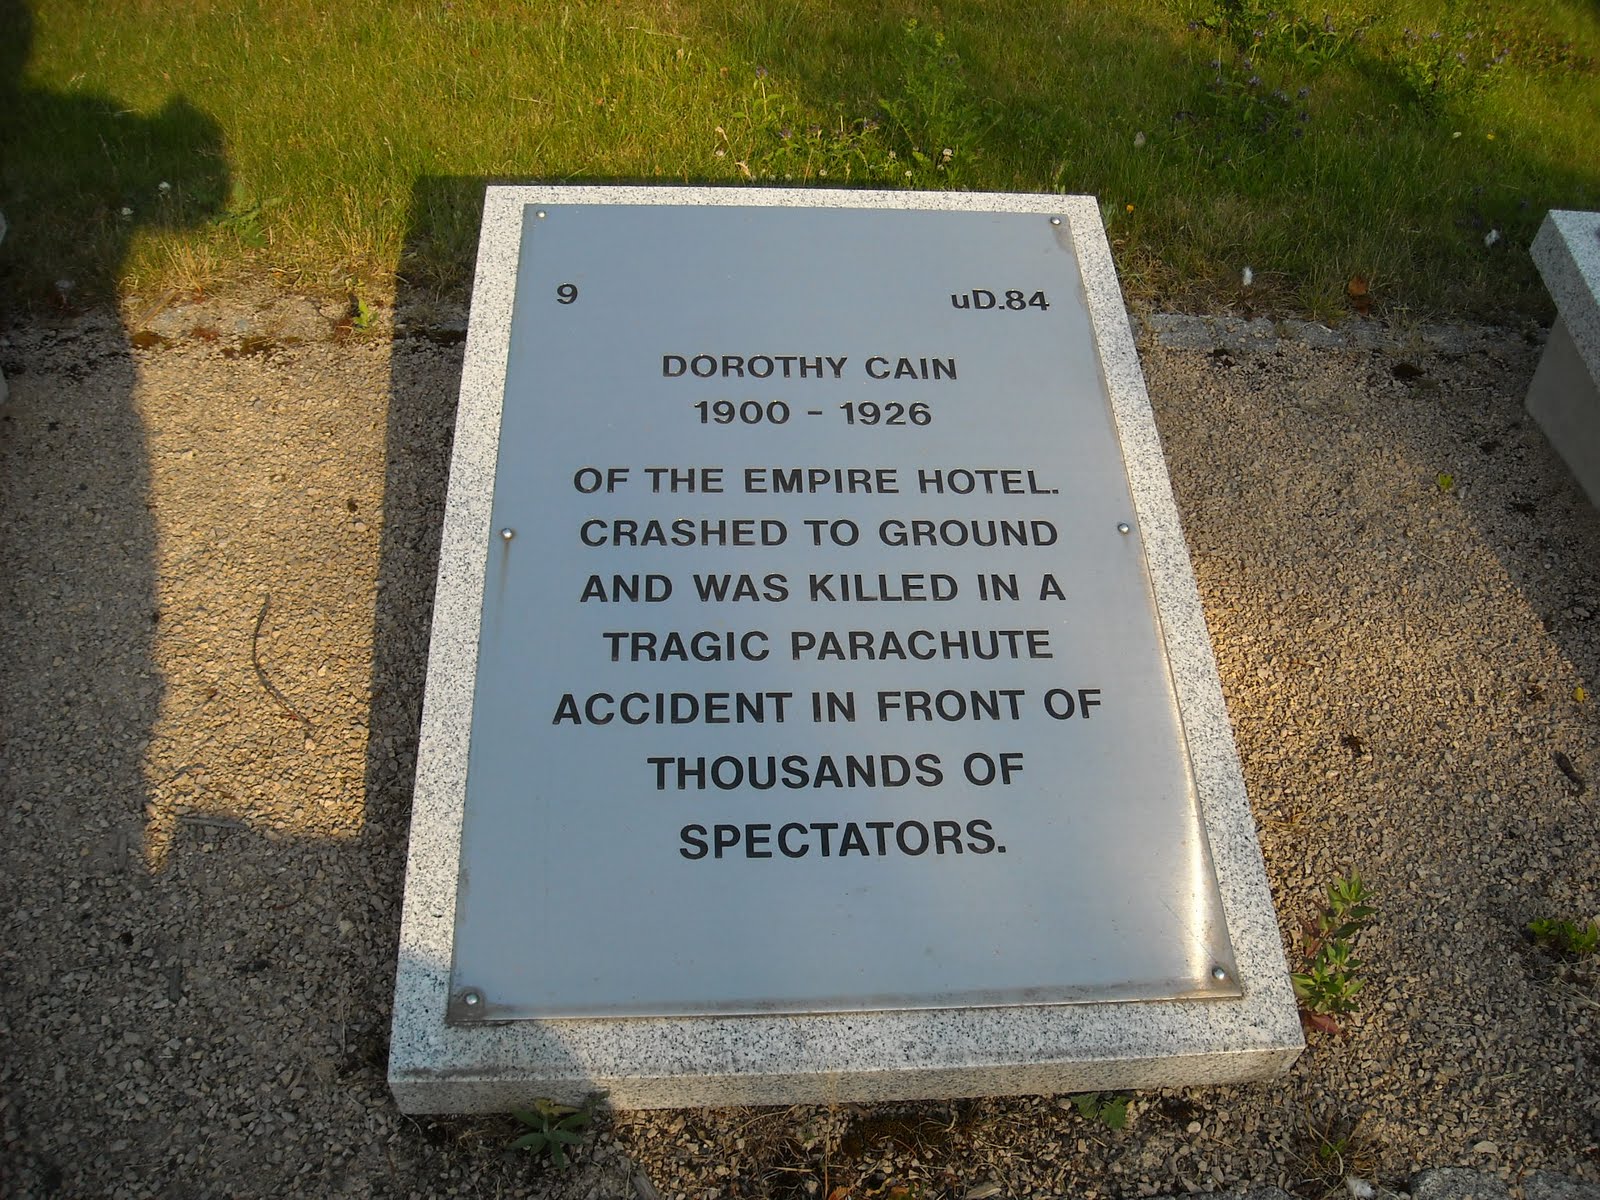 9 uD.84
DOROTHY CAIN
1900 - 1926
OF THE EMPIRE HOTEL.
CRASHED TO GROUND
AND WAS KILLED IN A
TRAGIC PARACHUTE
ACCIDENT IN FRONT OF
THOUSANDS OF
SPECTATORS.